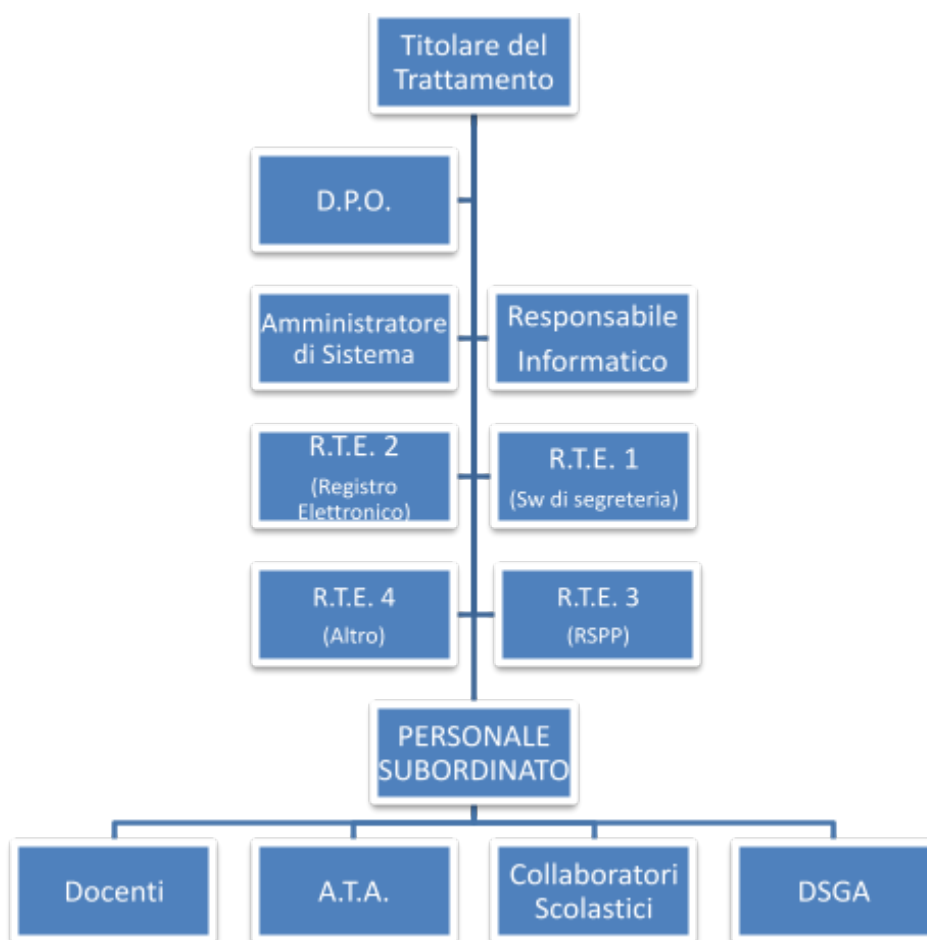 Titolare del
Trattamento
D.P.O.
Amministratore
di Sistema
Responsabile
Informatico
R.T.E. 2
(Registro
Elettronico)
R.T.E. 1
(Sw di segreteria)
R.T.E. 4
(Altro)
R.T.E. 3
(RSPP)
PERSONALE
SUBORDINATO
Docenti
A.T.A.
Collaboratori
Scolastici
DSGA